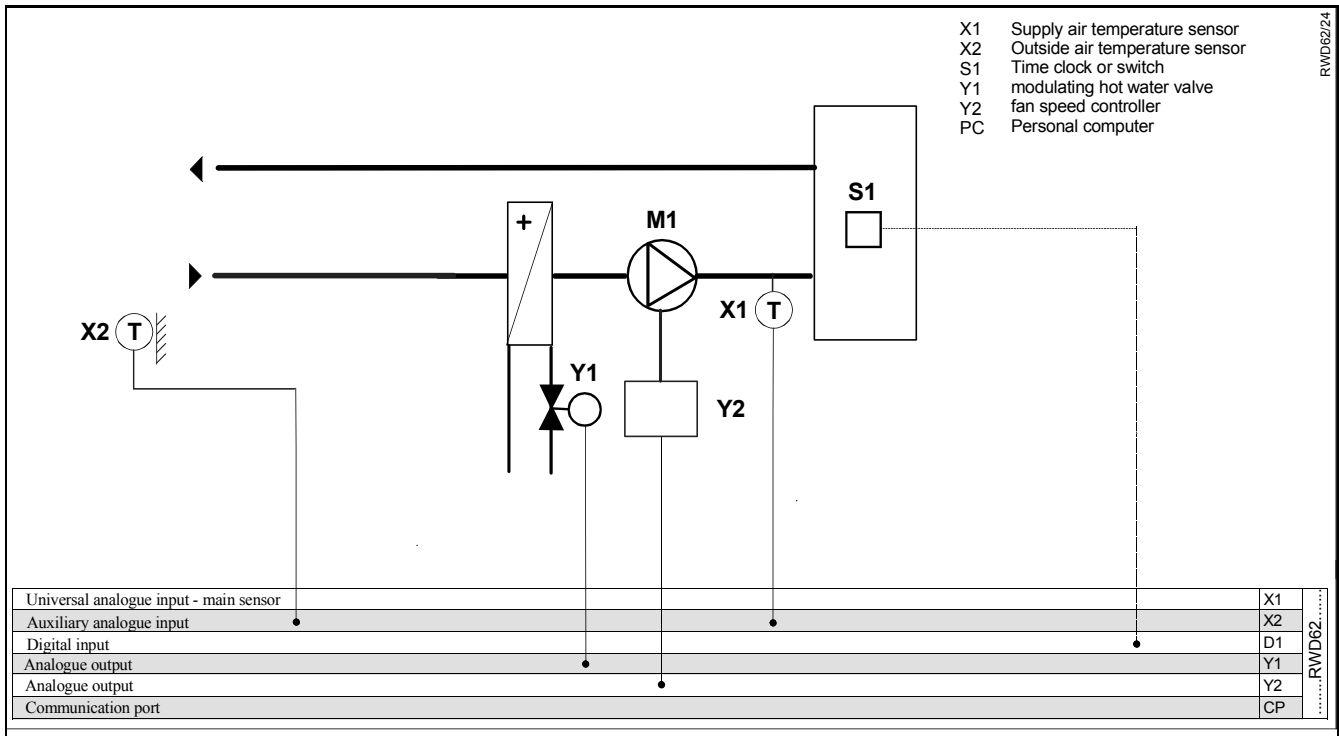 X1 Supply air temperature sensor
X2 Outside air temperature sensor
S1 Time clock or switch
Y1 modulating hot water valve
Y2 fan speed controller
PC Personal computer
RWD62/24
S1
+
M1
X1 T
X2 T
Y1
Y2
Universal analogue input - main sensor X1
Auxiliary analogue input X2
Digital input D1
Analogue output Y1
Analogue output Y2
Communication port CP
........RWD62........